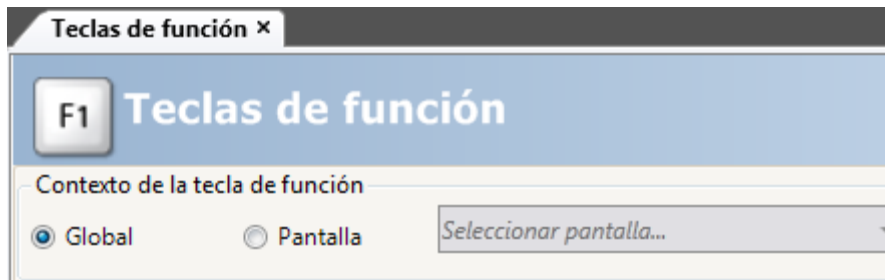 Teclas de función ×
F1 Teclas de función
Contexto de la tecla de función
Global Pantalla Seleccionar pantalla...